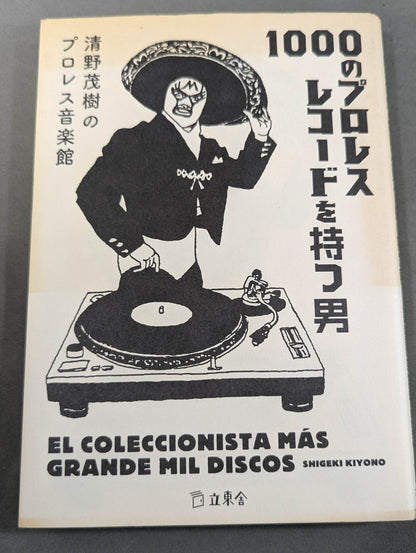 1000のプロレス
レコードを持つ男
清野茂樹の
プロレス音楽館
M
6
EL COLECCIONISTA MÁS
GRANDE MIL DISCOS SHIGEKI KIYONO
立東舎